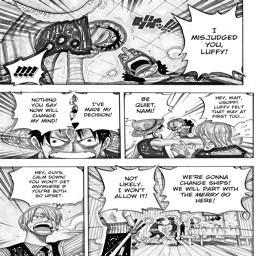 I
MISJUDGED
YOU,
LUFFY!
!!!!
HEY, WAIT,
USOPP!
LUFFY FELT
THAT WAY
AT FIRST
TOO...
BE
QUIET,
NAMI!
I'VE
MADE MY
DECISION!
NOTHING
YOU SAY
NOW WILL
CHANGE
MY MIND!
WE'RE GONNA
CHANGE SHIPS!
WE WILL PART
WITH THE
MERRY GO
HERE!
NOT
LIKELY.
I WON'T
ALLOW IT!
HEY, GUYS,
CALM DOWN!
YOU WON'T GET
ANYWHERE IF
YOU'RE BOTH
SO UPSET.